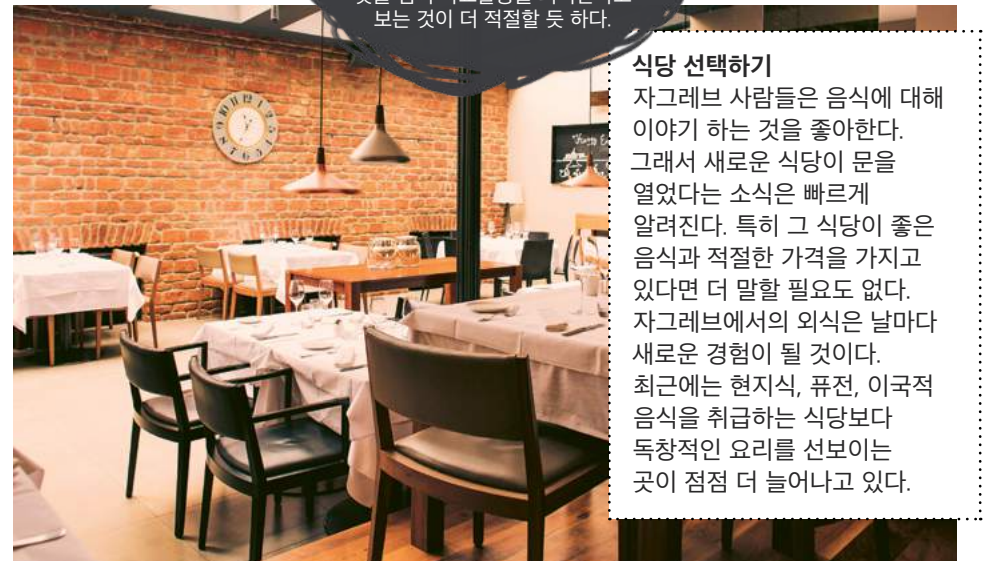 보는 것이 더 적절할 듯 하다.
식당 선택하기
자그레브 사람들은 음식에 대해
이야기 하는 것을 좋아한다.
그래서 새로운 식당이 문을
열었다는 소식은 빠르게
알려진다. 특히 그 식당이 좋은
음식과 적절한 가격을 가지고
있다면 더 말할 필요도 없다.
자그레브에서의 외식은 날마다
새로운 경험이 될 것이다.
최근에는 현지식, 퓨전, 이국적
음식을 취급하는 식당보다
독창적인 요리를 선보이는
곳이 점점 더 늘어나고 있다.